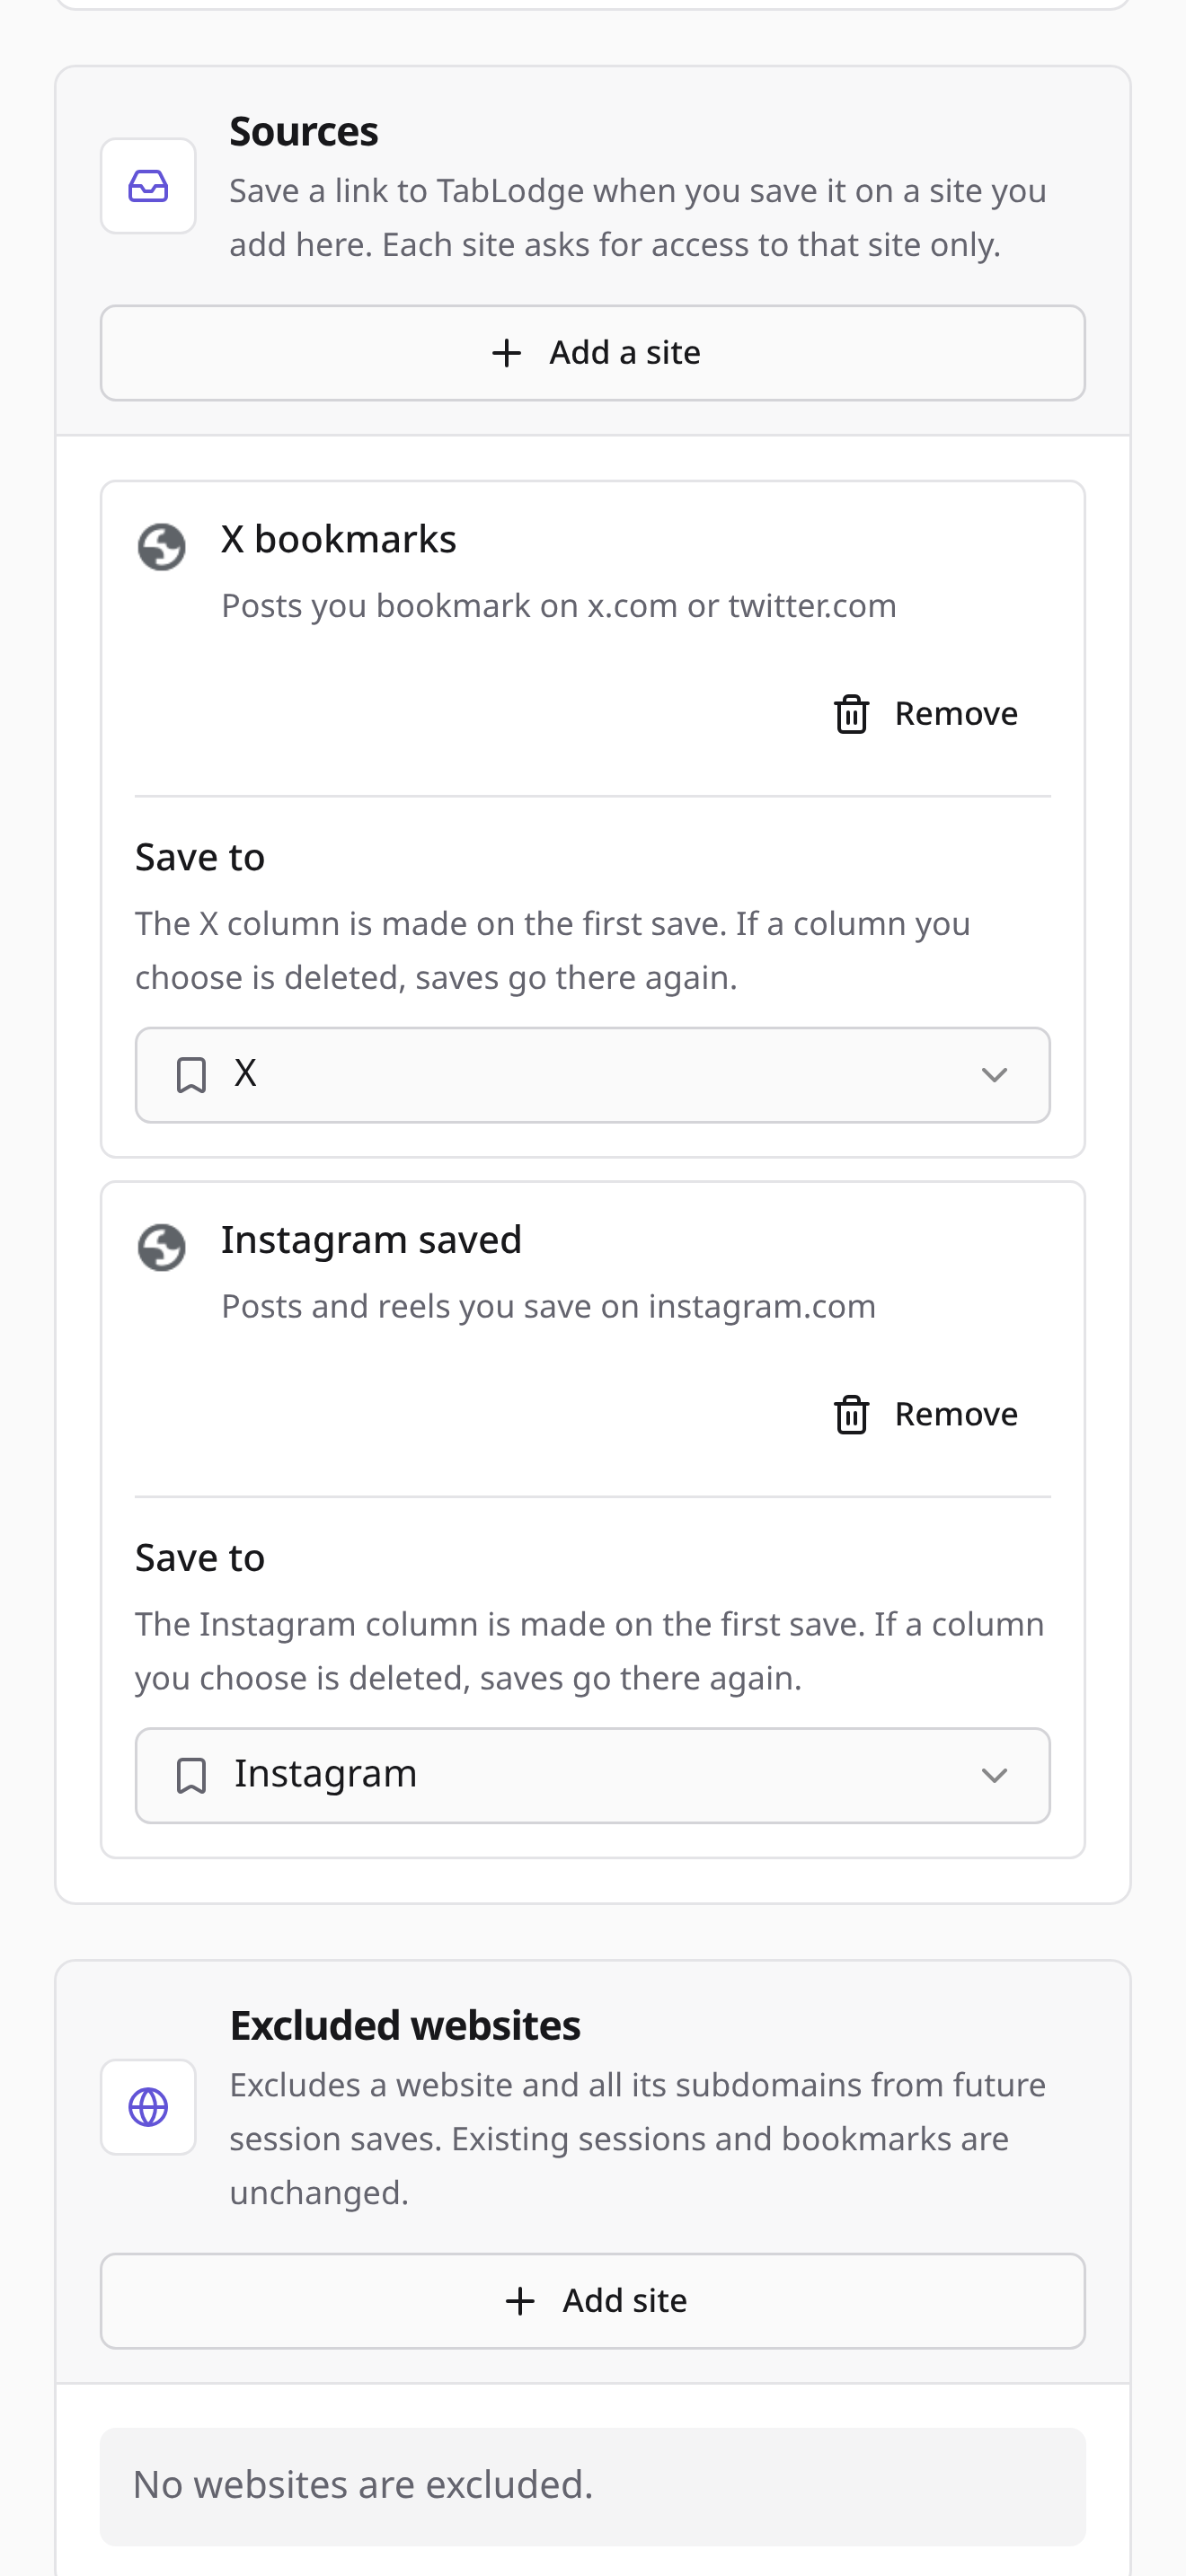 Sources
Save a link to TabLodge when you save it on a site you
add here. Each site asks for access to that site only.
Add a site
X bookmarks
Posts you bookmark on x.com or twitter.com
Remove
Save to
The X column is made on the first save. If a column you
choose is deleted, saves go there again.
X
Instagram saved
Posts and reels you save on instagram.com
Remove
Save to
The Instagram column is made on the first save. If a column
you choose is deleted, saves go there again.
Instagram
Excluded websites
Excludes a website and all its subdomains from future
session saves. Existing sessions and bookmarks are
unchanged.
Add site
No websites are excluded.